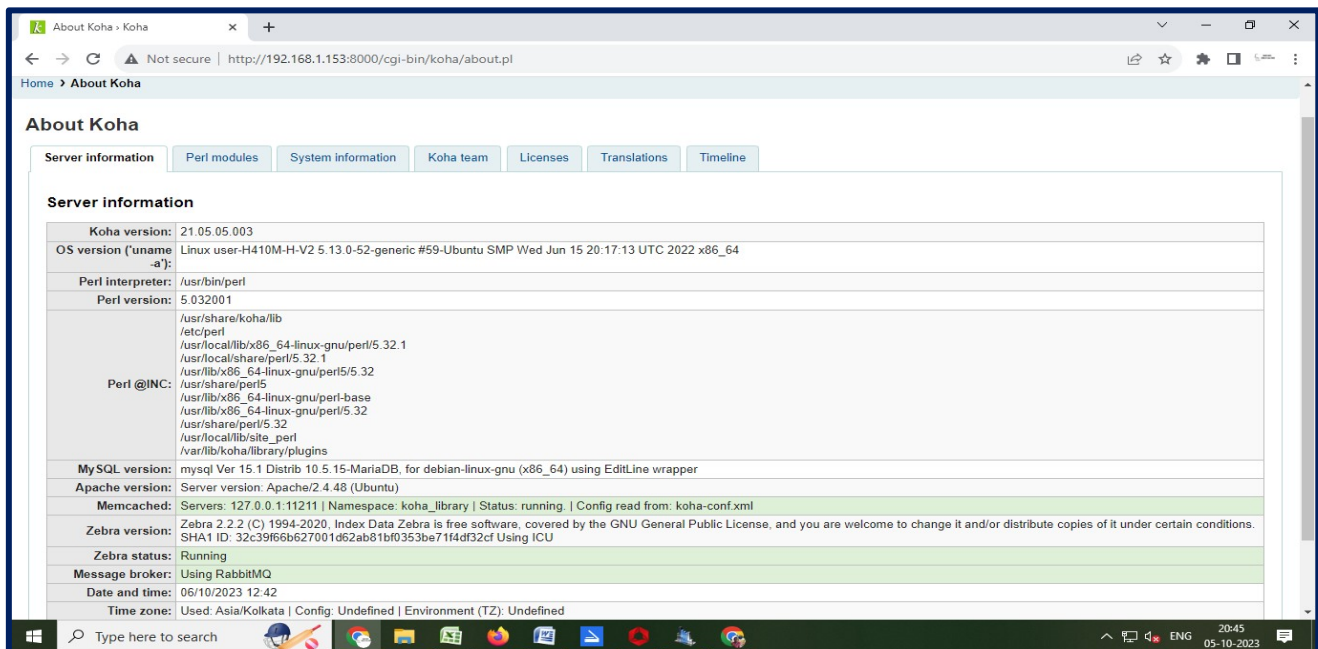 About Koha › Koha
Not secure | http://192.168.1.153:8000/cgi-bin/koha/about.pl
Home › About Koha
About Koha
Server information Perl modules System information Koha team Licenses Translations Timeline
Server information
Koha version: 21.05.05.003
OS version ('uname -a'): Linux user-H410M-H-V2 5.13.0-52-generic #59-Ubuntu SMP Wed Jun 15 20:17:13 UTC 2022 x86_64
Perl interpreter: /usr/bin/perl
Perl version: 5.032001
Perl @INC: /usr/share/koha/lib
/etc/perl
/usr/local/lib/x86_64-linux-gnu/perl/5.32.1
/usr/local/share/perl/5.32.1
/usr/lib/x86_64-linux-gnu/perl5/5.32
/usr/share/perl5
/usr/lib/x86_64-linux-gnu/perl-base
/usr/lib/x86_64-linux-gnu/perl/5.32
/usr/share/perl/5.32
/usr/local/lib/site_perl
/var/lib/koha/library/plugins
MySQL version: mysql Ver 15.1 Distrib 10.5.15-MariaDB, for debian-linux-gnu (x86_64) using EditLine wrapper
Apache version: Server version: Apache/2.4.48 (Ubuntu)
Memcached: Servers: 127.0.0.1:11211 | Namespace: koha_library | Status: running. | Config read from: koha-conf.xml
Zebra version: Zebra 2.2.2 (C) 1994-2020, Index Data Zebra is free software, covered by the GNU General Public License, and you are welcome to change it and/or distribute copies of it under certain conditions.
SHA1 ID: 32c39f66b627001d62ab81bf0353be71f4df32cf Using ICU
Zebra status: Running
Message broker: Using RabbitMQ
Date and time: 06/10/2023 12:42
Time zone: Used: Asia/Kolkata | Config: Undefined | Environment (TZ): Undefined
Type here to search
ENG
20:45
05-10-2023